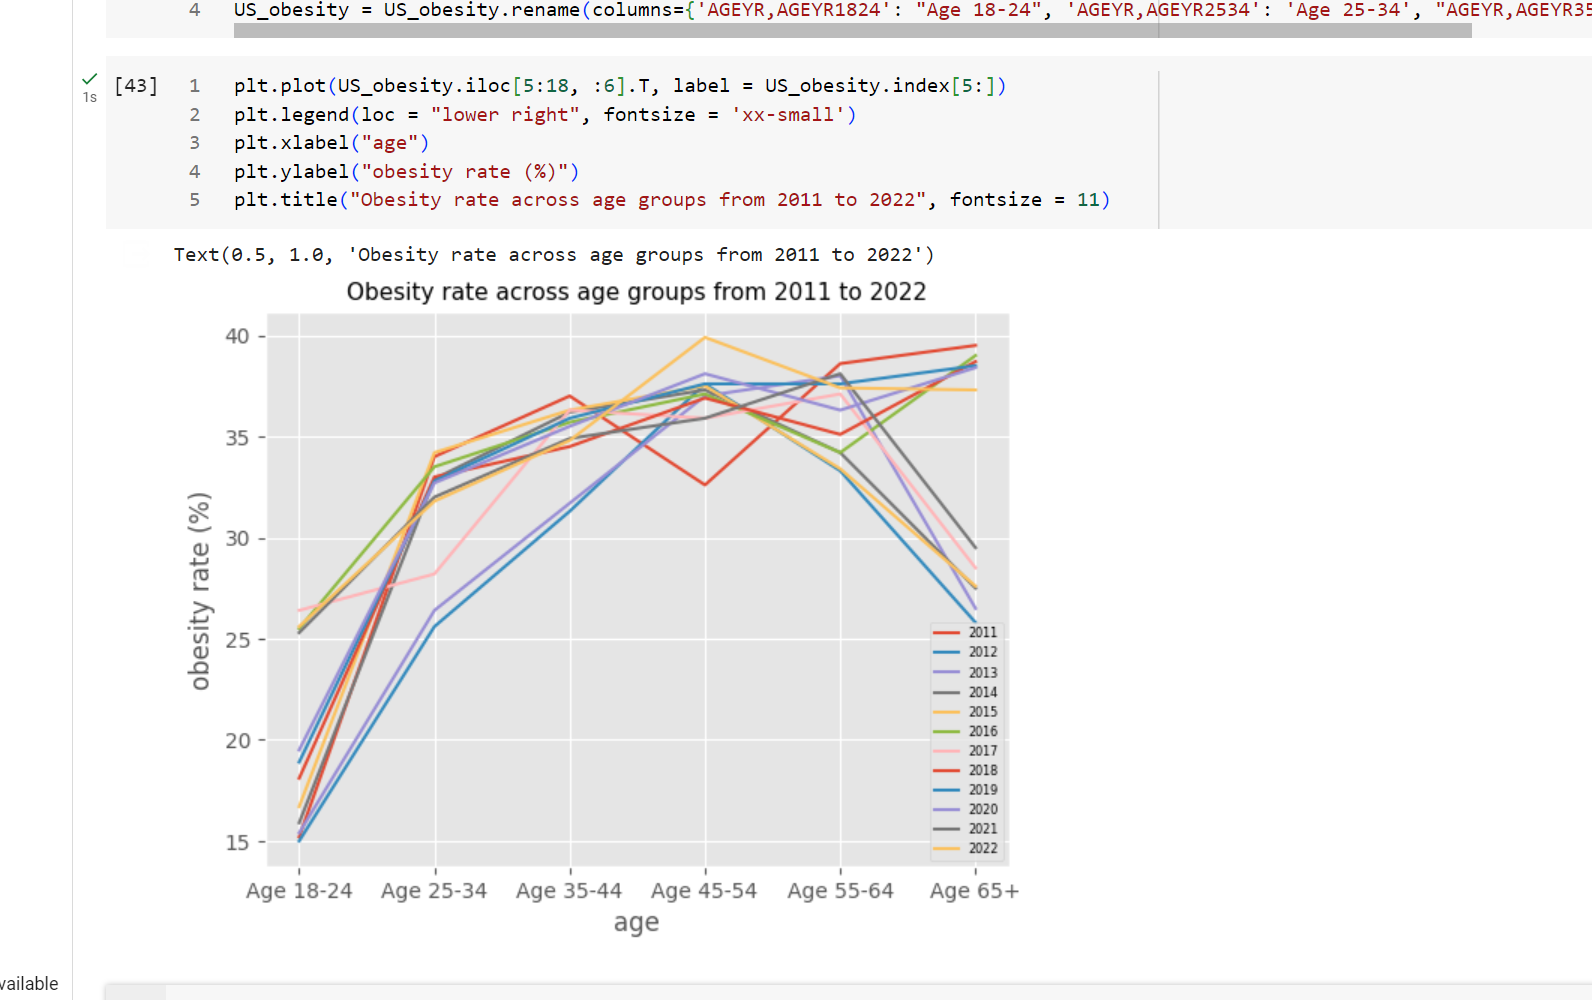 4 US_obesity = US_obesity.rename(columns={'AGEYR,AGEYR1824': "Age 18-24", 'AGEYR,AGEYR2534': 'Age 25-34', "AGEYR,AGEYR35
[43] 1 plt.plot(US_obesity.iloc[5:18, :6].T, label = US_obesity.index[5:])
1s
2 plt.legend(loc = "lower right", fontsize = 'xx-small')
3 plt.xlabel("age")
4 plt.ylabel("obesity rate (%)")
5 plt.title("Obesity rate across age groups from 2011 to 2022", fontsize = 11)
Text(0.5, 1.0, 'Obesity rate across age groups from 2011 to 2022')
Obesity rate across age groups from 2011 to 2022
40
35
30
25
20
15
obesity rate (%)
2011
2012
2013
2014
2015
2016
2017
2018
2019
2020
2021
2022
Age 18-24 Age 25-34 Age 35-44 Age 45-54 Age 55-64 Age 65+
age
vailable